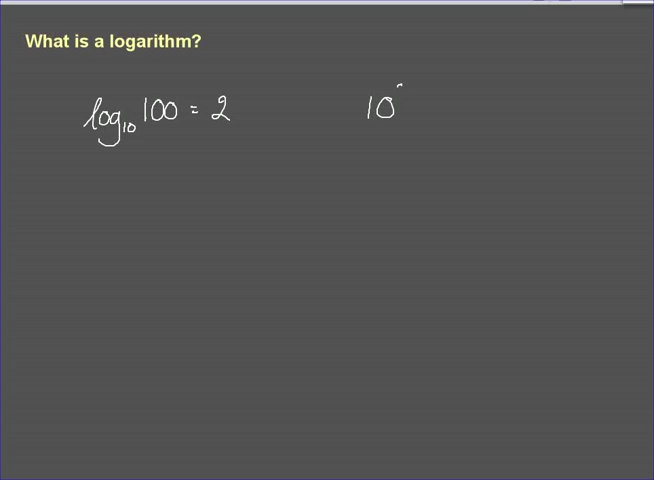 What is a logarithm?
log₁₀ 100 = 2 10